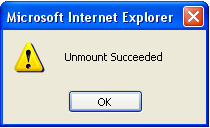 Microsoft Internet Explorer
Unmount Succeeded
OK